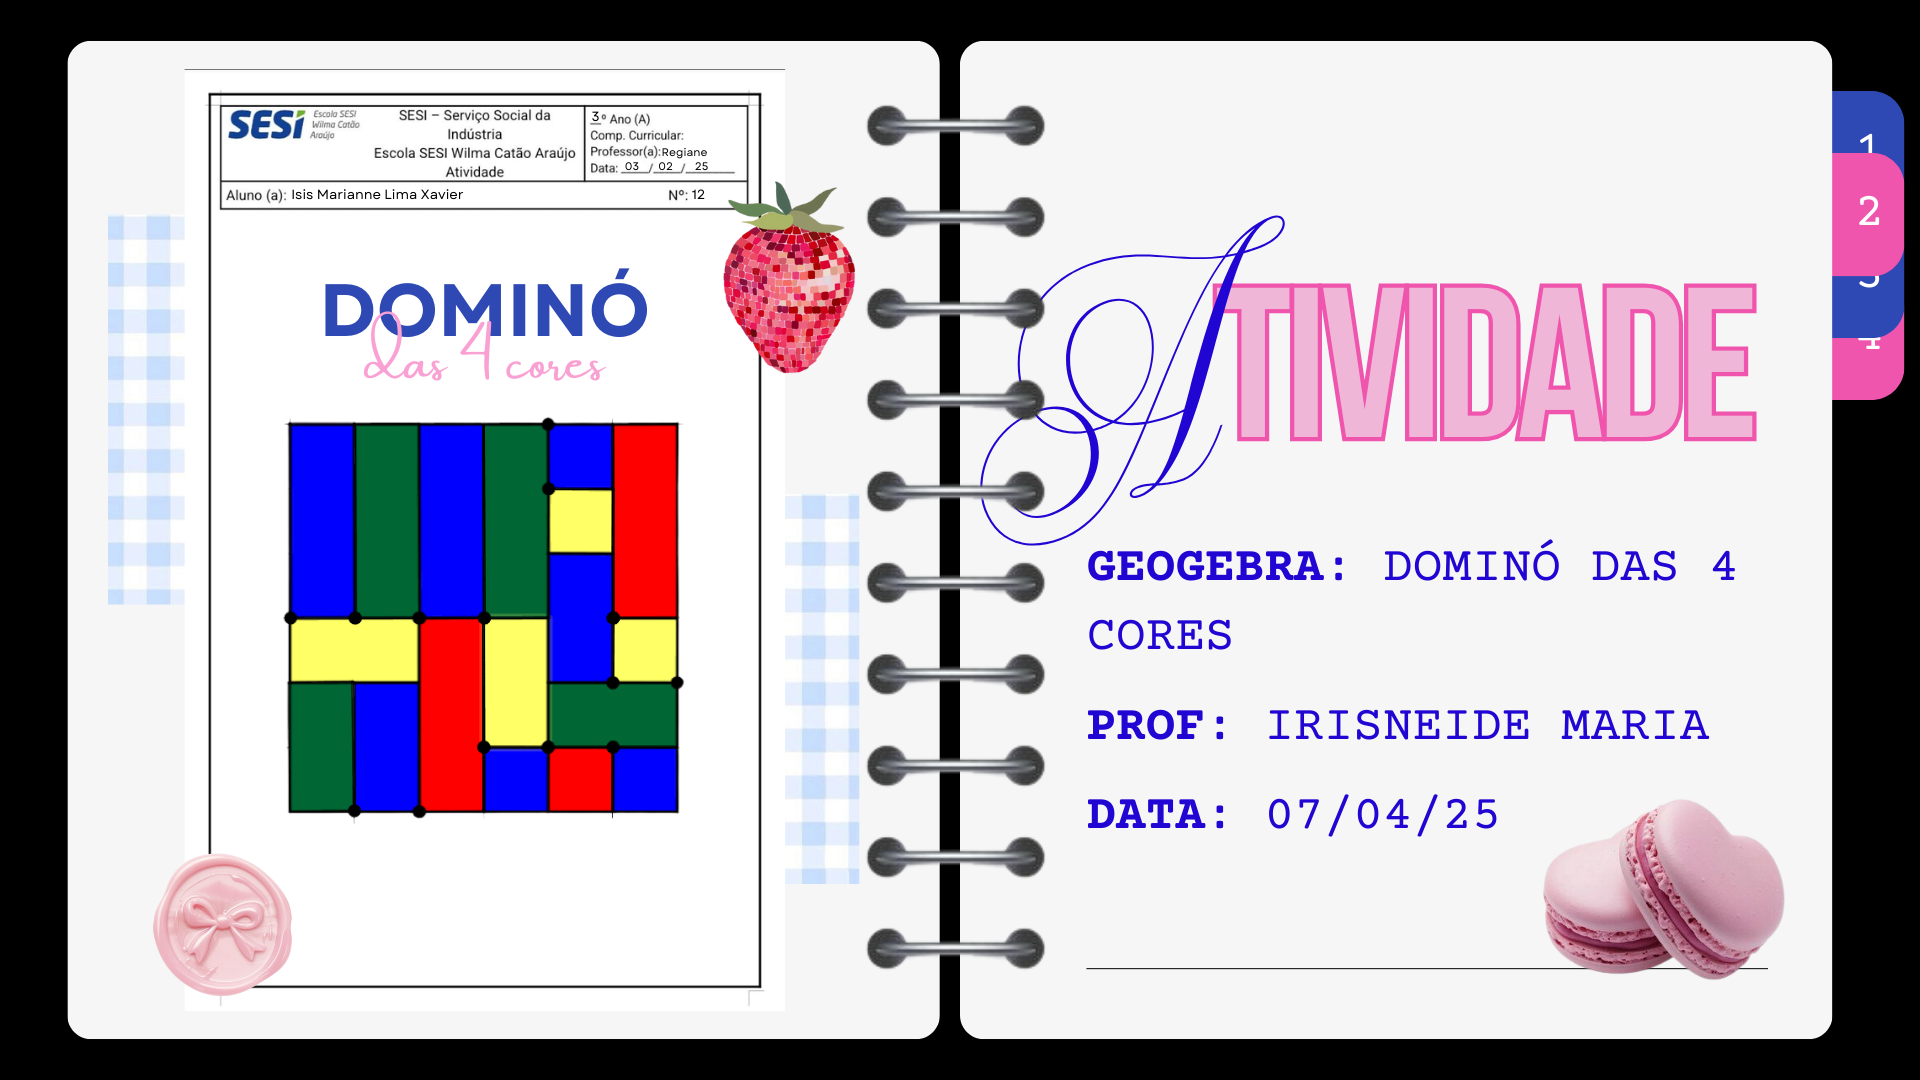 SESI
Escola SESI
Wilma Catão
Araújo
SESI – Serviço Social da
Indústria
Escola SESI Wilma Catão Araújo
Atividade
3º Ano (A)
Comp. Curricular:
Professor(a): Regiane
Data: 03 / 02 / 25
Aluno (a): Isis Marianne Lima Xavier
Nº: 12
DOMINÓ
das 4 cores
ATIVIDADE
GEOGEBRA: DOMINÓ DAS 4
CORES
PROF: IRISNEIDE MARIA
DATA: 07/04/25
1
2
3
4